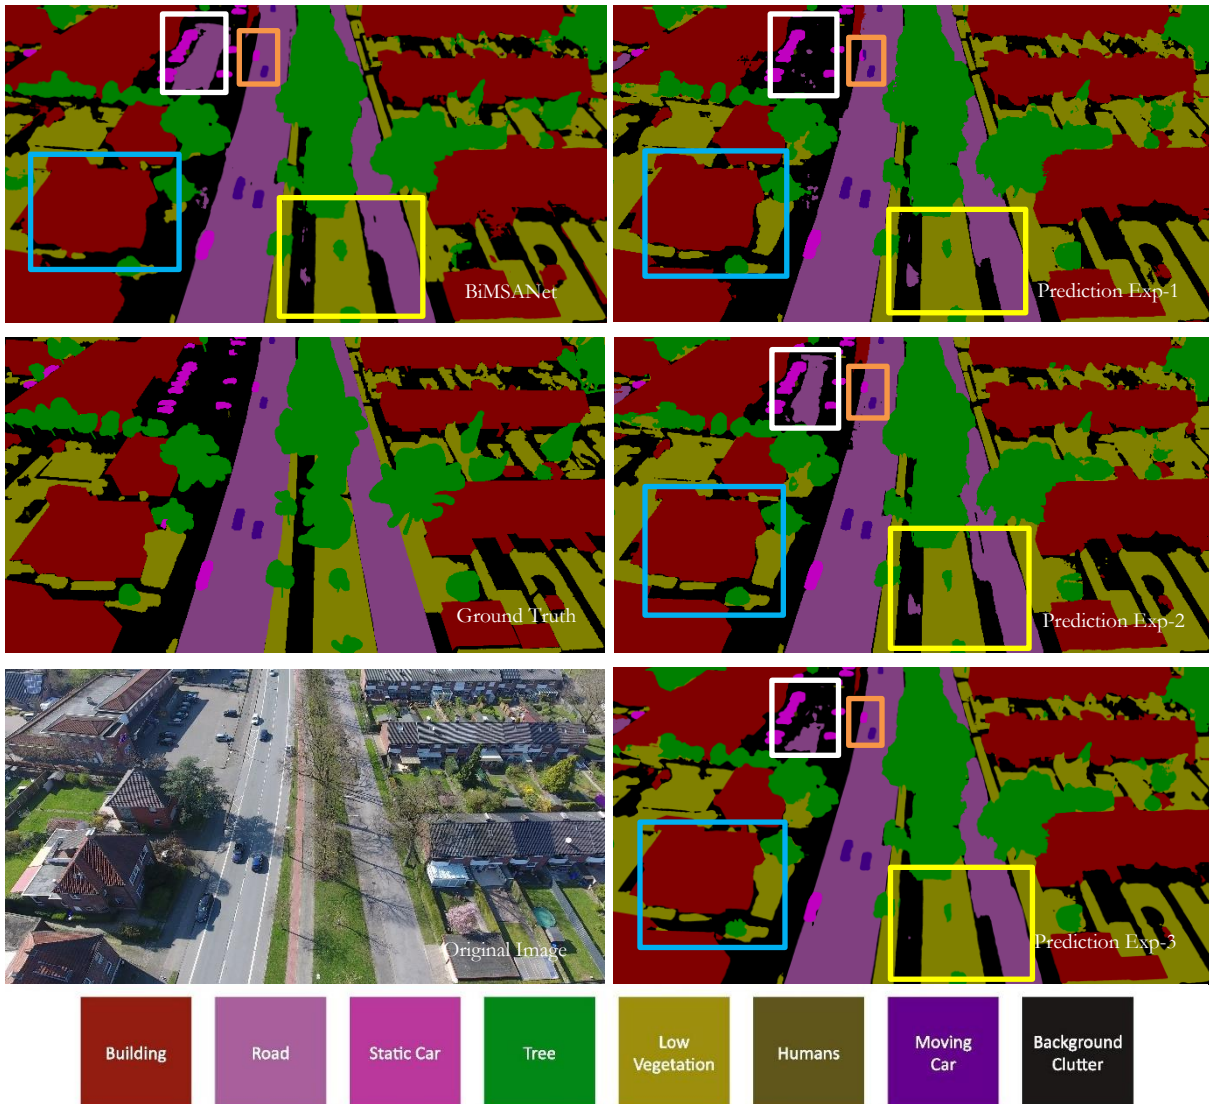 BiMSANet
Prediction Exp-1
Ground Truth
Prediction Exp-2
Original Image
Prediction Exp-3
Building
Road
Static Car
Tree
Low
Vegetation
Humans
Moving
Car
Background
Clutter